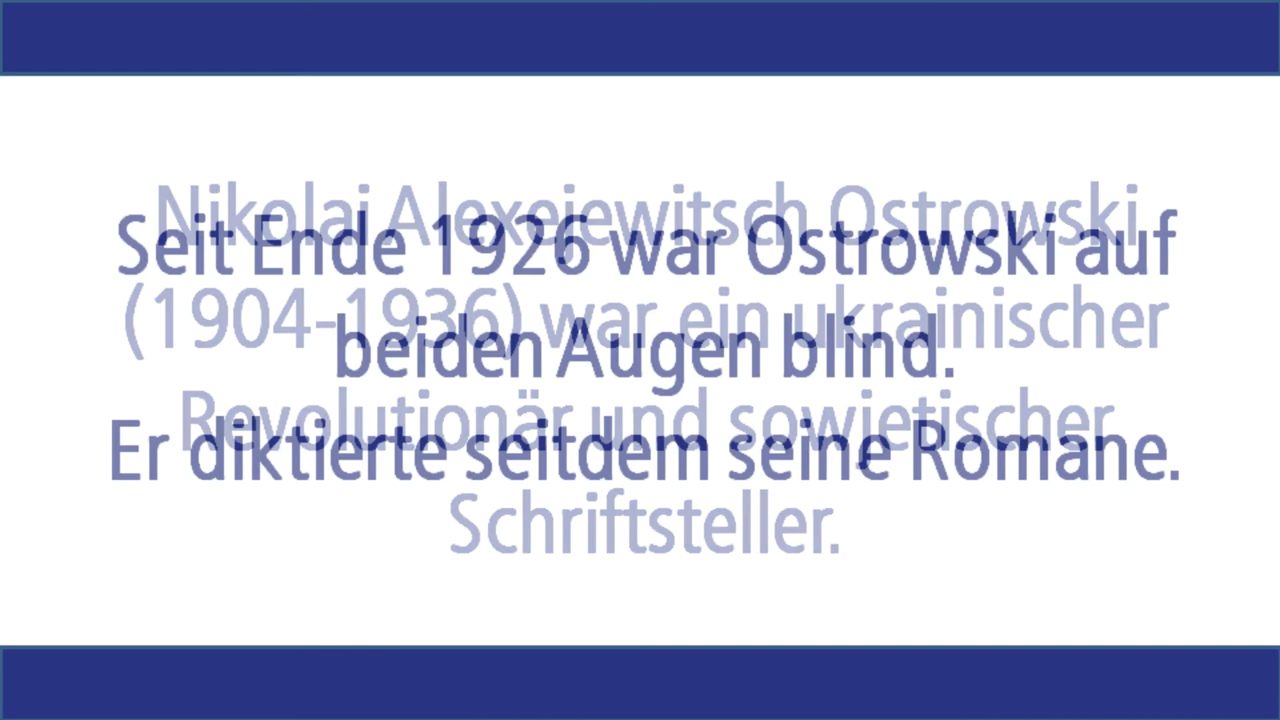 Nikolai Alexejewitsch Ostrowski
(1904-1936) war ein ukrainischer
Revolutionär und sowjetischer
Schriftsteller.
Seit Ende 1926 war Ostrowski auf
beiden Augen blind.
Er diktierte seitdem seine Romane.